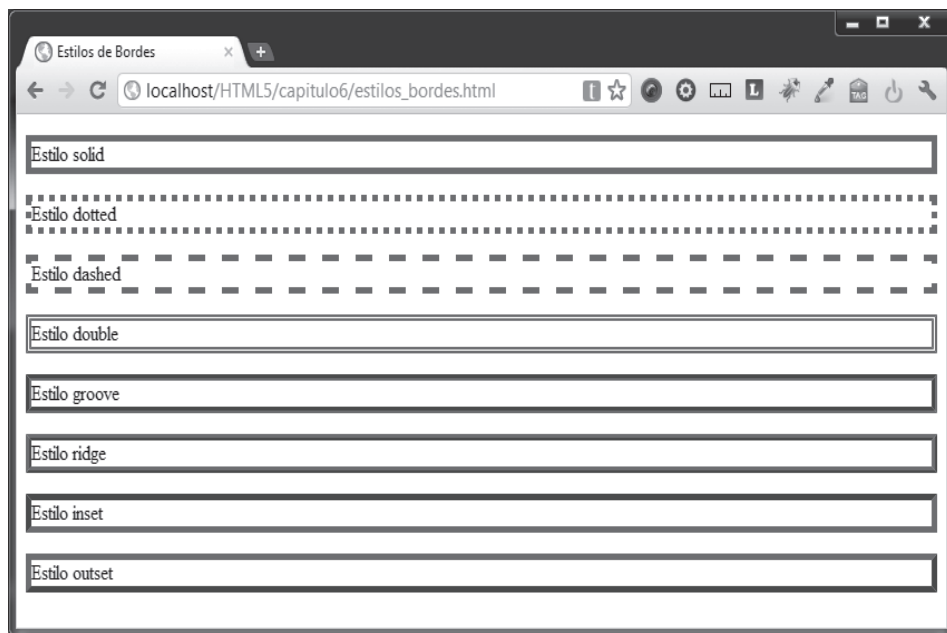 Estilos de Bordes
localhost/HTML5/capitulo6/estilos_bordes.html
L
TAG
Estilo solid
Estilo dotted
Estilo dashed
Estilo double
Estilo groove
Estilo ridge
Estilo inset
Estilo outset